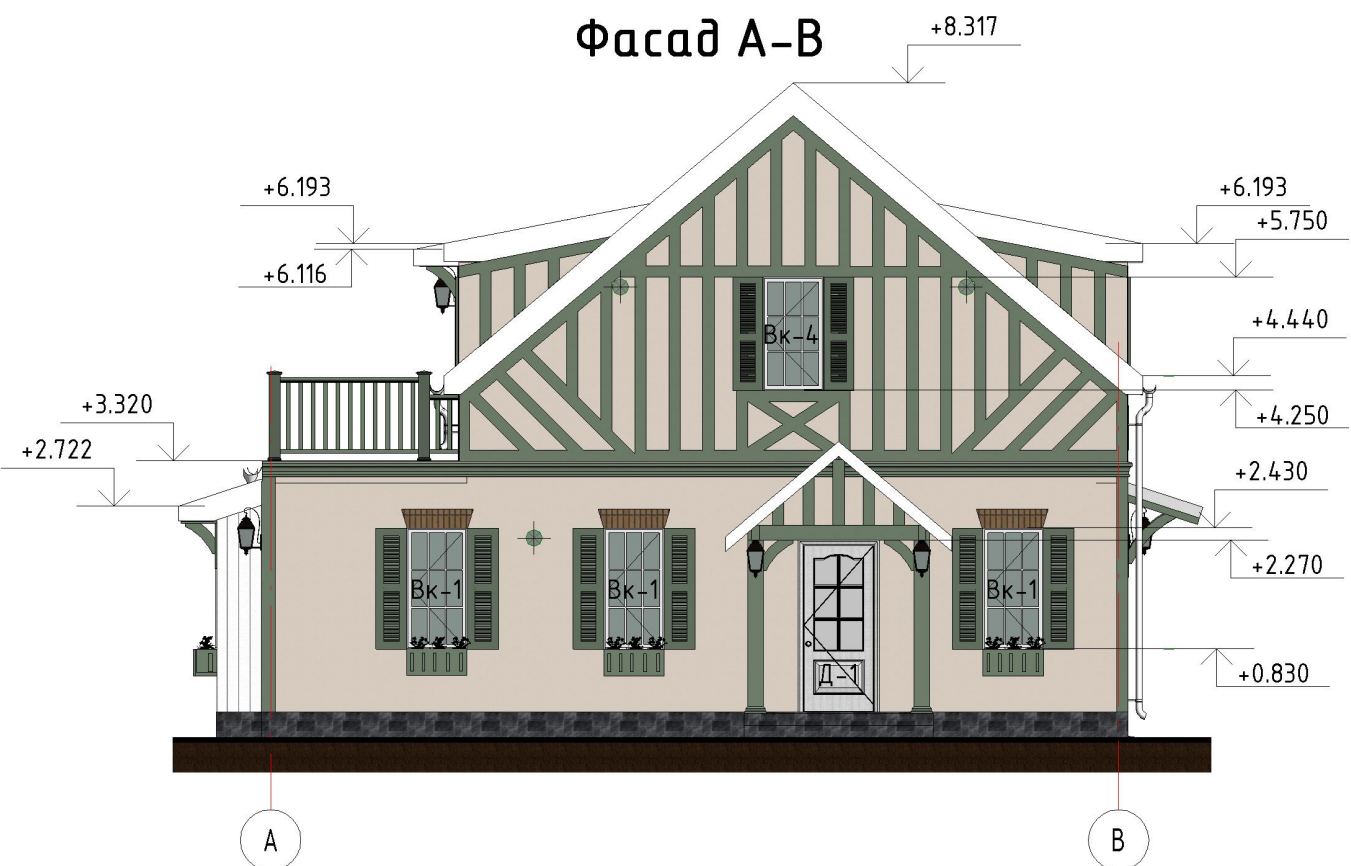 Фасад А-В
+8.317
+6.193
+6.193
+5.750
+6.116
+4.440
Вк-4
+3.320
+4.250
+2.722
+2.430
+2.270
Вк-1
Вк-1
Вк-1
Д-1
+0.830
А
В